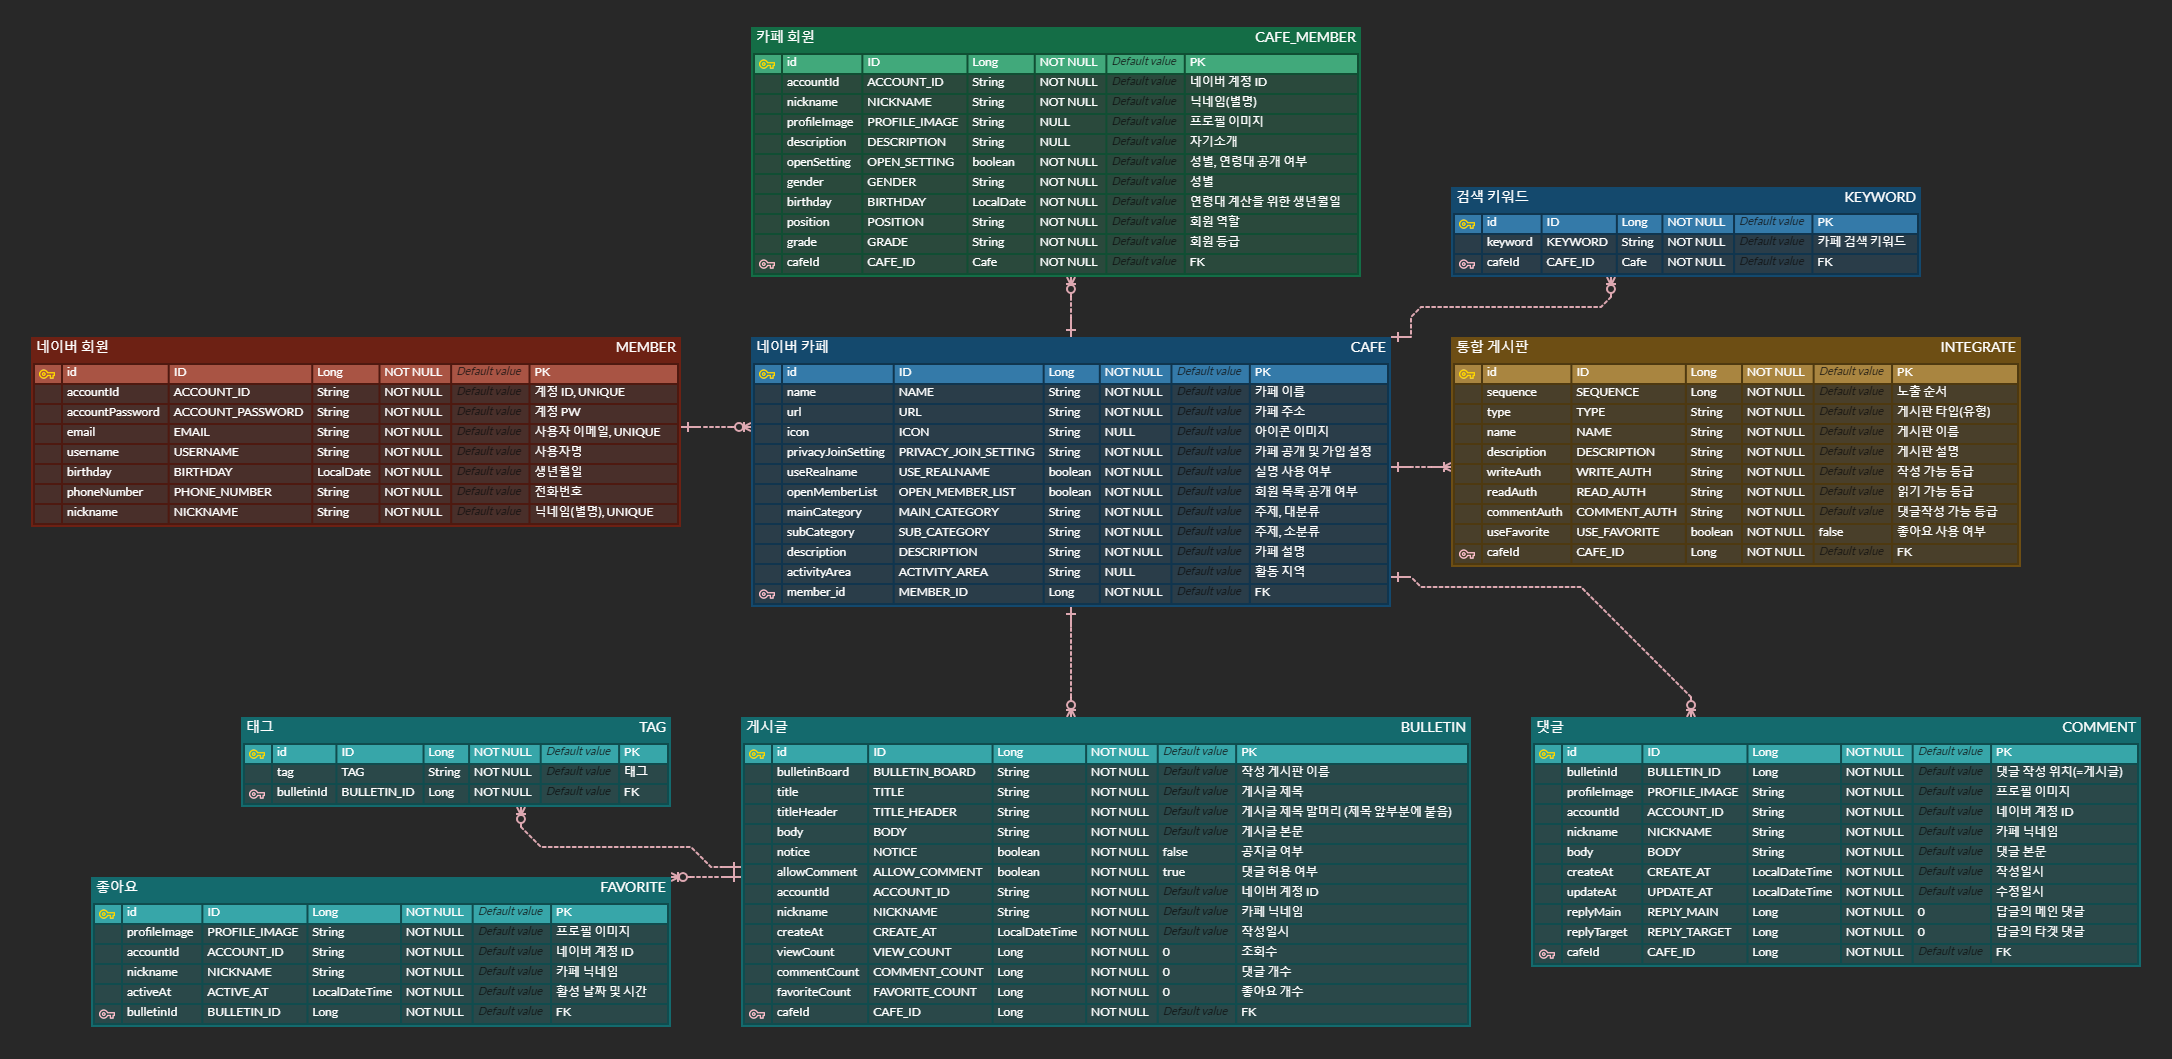 카페 회원 CAFE_MEMBER
id ID Long NOT NULL Default value PK
accountId ACCOUNT_ID String NOT NULL Default value 네이버 계정 ID
nickname NICKNAME String NOT NULL Default value 닉네임(별명)
profileImage PROFILE_IMAGE String NULL Default value 프로필 이미지
description DESCRIPTION String NULL Default value 자기소개
openSetting OPEN_SETTING boolean NOT NULL Default value 성별, 연령대 공개 여부
gender GENDER String NOT NULL Default value 성별
birthday BIRTHDAY LocalDate NOT NULL Default value 연령대 계산을 위한 생년월일
position POSITION String NOT NULL Default value 회원 역할
grade GRADE String NOT NULL Default value 회원 등급
cafeId CAFE_ID Cafe NOT NULL Default value FK
검색 키워드 KEYWORD
id ID Long NOT NULL Default value PK
keyword KEYWORD String NOT NULL Default value 카페 검색 키워드
cafeId CAFE_ID Cafe NOT NULL Default value FK
네이버 회원 MEMBER
id ID Long NOT NULL Default value PK
accountId ACCOUNT_ID String NOT NULL Default value 계정 ID, UNIQUE
accountPassword ACCOUNT_PASSWORD String NOT NULL Default value 계정 PW
email EMAIL String NOT NULL Default value 사용자 이메일, UNIQUE
username USERNAME String NOT NULL Default value 사용자명
birthday BIRTHDAY LocalDate NOT NULL Default value 생년월일
phoneNumber PHONE_NUMBER String NOT NULL Default value 전화번호
nickname NICKNAME String NOT NULL Default value 닉네임(별명), UNIQUE
네이버 카페 CAFE
id ID Long NOT NULL Default value PK
name NAME String NOT NULL Default value 카페 이름
url URL String NOT NULL Default value 카페 주소
icon ICON String NULL Default value 아이콘 이미지
privacyJoinSetting PRIVACY_JOIN_SETTING String NOT NULL Default value 카페 공개 및 가입 설정
useRealname USE_REALNAME boolean NOT NULL Default value 실명 사용 여부
openMemberList OPEN_MEMBER_LIST boolean NOT NULL Default value 회원 목록 공개 여부
mainCategory MAIN_CATEGORY String NOT NULL Default value 주제, 대분류
subCategory SUB_CATEGORY String NOT NULL Default value 주제, 소분류
description DESCRIPTION String NOT NULL Default value 카페 설명
activityArea ACTIVITY_AREA String NULL Default value 활동 지역
member_id MEMBER_ID Long NOT NULL Default value FK
통합 게시판 INTEGRATE
id ID Long NOT NULL Default value PK
sequence SEQUENCE Long NOT NULL Default value 노출 순서
type TYPE String NOT NULL Default value 게시판 타입(유형)
name NAME String NOT NULL Default value 게시판 이름
description DESCRIPTION String NOT NULL Default value 게시판 설명
writeAuth WRITE_AUTH String NOT NULL Default value 작성 가능 등급
readAuth READ_AUTH String NOT NULL Default value 읽기 가능 등급
commentAuth COMMENT_AUTH String NOT NULL Default value 댓글작성 가능 등급
useFavorite USE_FAVORITE boolean NOT NULL false 좋아요 사용 여부
cafeId CAFE_ID Long NOT NULL Default value FK
태그 TAG
id ID Long NOT NULL Default value PK
tag TAG String NOT NULL Default value 태그
bulletinId BULLETIN_ID Long NOT NULL Default value FK
좋아요 FAVORITE
id ID Long NOT NULL Default value PK
profileImage PROFILE_IMAGE String NOT NULL Default value 프로필 이미지
accountId ACCOUNT_ID String NOT NULL Default value 네이버 계정 ID
nickname NICKNAME String NOT NULL Default value 카페 닉네임
activeAt ACTIVE_AT LocalDateTime NOT NULL Default value 활성 날짜 및 시간
bulletinId BULLETIN_ID Long NOT NULL Default value FK
게시글 BULLETIN
id ID Long NOT NULL Default value PK
bulletinBoard BULLETIN_BOARD String NOT NULL Default value 작성 게시판 이름
title TITLE String NOT NULL Default value 게시글 제목
titleHeader TITLE_HEADER String NOT NULL Default value 게시글 제목 말머리 (제목 앞부분에 붙음)
body BODY String NOT NULL Default value 게시글 본문
notice NOTICE boolean NOT NULL false 공지글 여부
allowComment ALLOW_COMMENT boolean NOT NULL true 댓글 허용 여부
accountId ACCOUNT_ID String NOT NULL Default value 네이버 계정 ID
nickname NICKNAME String NOT NULL Default value 카페 닉네임
createAt CREATE_AT LocalDateTime NOT NULL Default value 작성일시
viewCount VIEW_COUNT Long NOT NULL 0 조회수
commentCount COMMENT_COUNT Long NOT NULL 0 댓글 개수
favoriteCount FAVORITE_COUNT Long NOT NULL 0 좋아요 개수
cafeId CAFE_ID Long NOT NULL Default value FK
댓글 COMMENT
id ID Long NOT NULL Default value PK
bulletinId BULLETIN_ID Long NOT NULL Default value 댓글 작성 위치(=게시글)
profileImage PROFILE_IMAGE String NOT NULL Default value 프로필 이미지
accountId ACCOUNT_ID Long NOT NULL Default value 네이버 계정 ID
nickname NICKNAME String NOT NULL Default value 카페 닉네임
body BODY String NOT NULL Default value 댓글 본문
createAt CREATE_AT LocalDateTime NOT NULL Default value 작성일시
updateAt UPDATE_AT LocalDateTime NOT NULL Default value 수정일시
replyMain REPLY_MAIN Long NOT NULL 0 답글의 메인 댓글
replyTarget REPLY_TARGET Long NOT NULL 0 답글의 타겟 댓글
cafeId CAFE_ID Long NOT NULL Default value FK